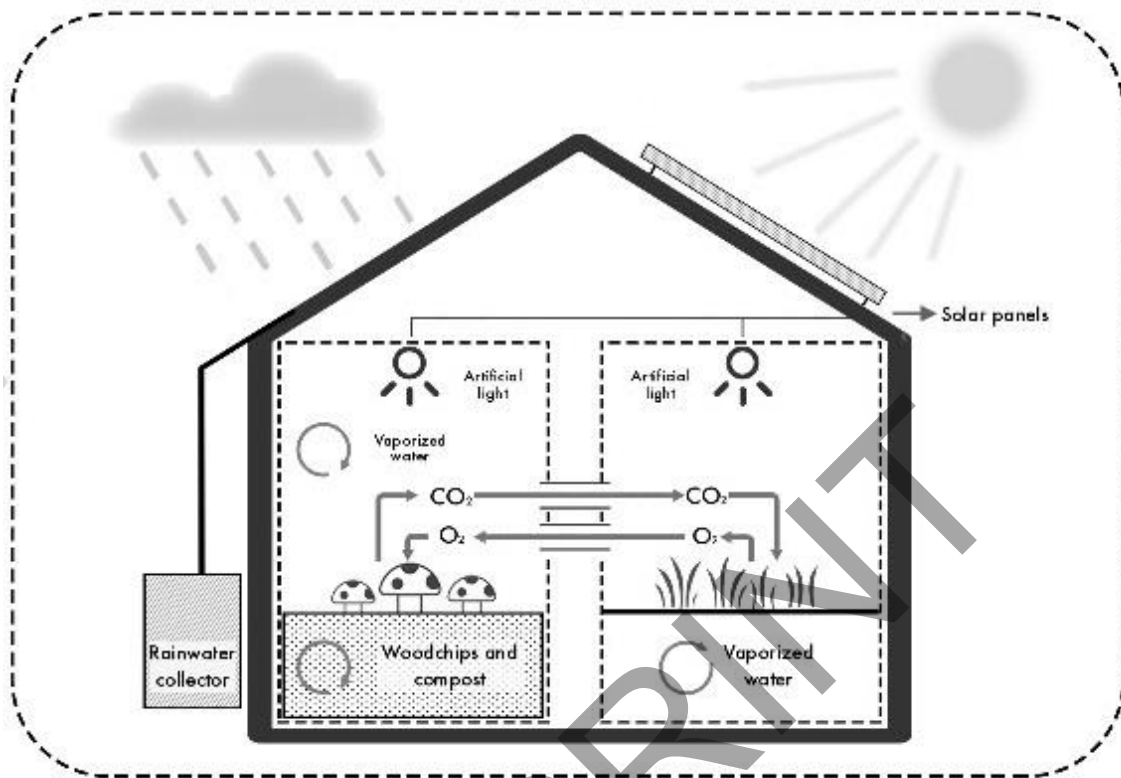 Solar panels
Artificial
light
Artificial
light
Vaporized
water
CO₂
CO₂
O₂
O₂
Rainwater
collector
Woodchips and
compost
Vaporized
water
RINT